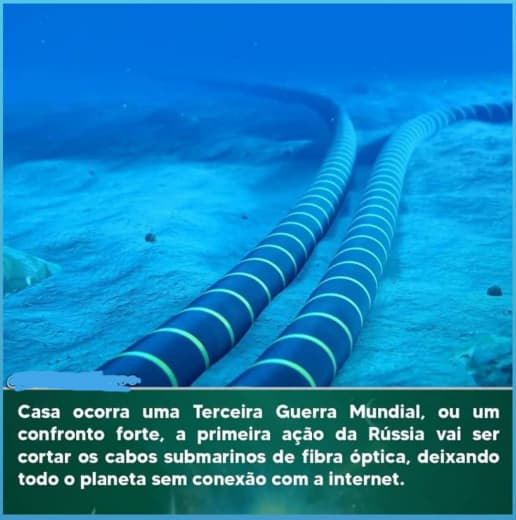 Casa ocorra uma Terceira Guerra Mundial, ou um
confronto forte, a primeira ação da Rússia vai ser
cortar os cabos submarinos de fibra óptica, deixando
todo o planeta sem conexão com a internet.